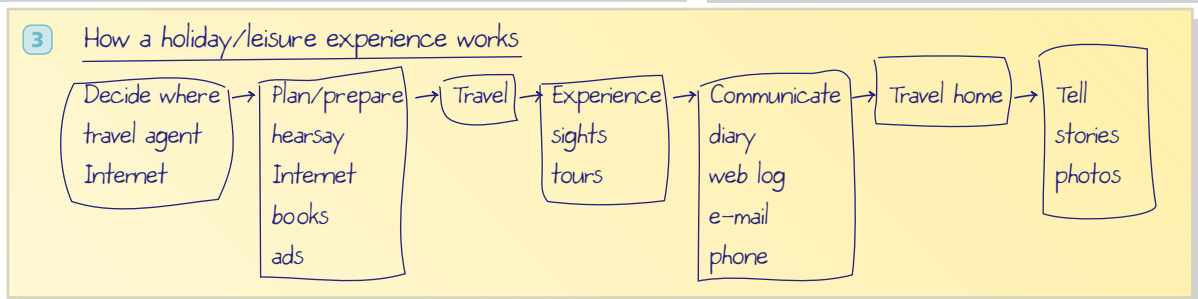 3 How a holiday/leisure experience works
Decide where
travel agent
Internet
Plan/prepare
hearsay
Internet
books
ads
Travel
Experience
sights
tours
Communicate
diary
web log
e-mail
phone
Travel home
Tell
stories
photos